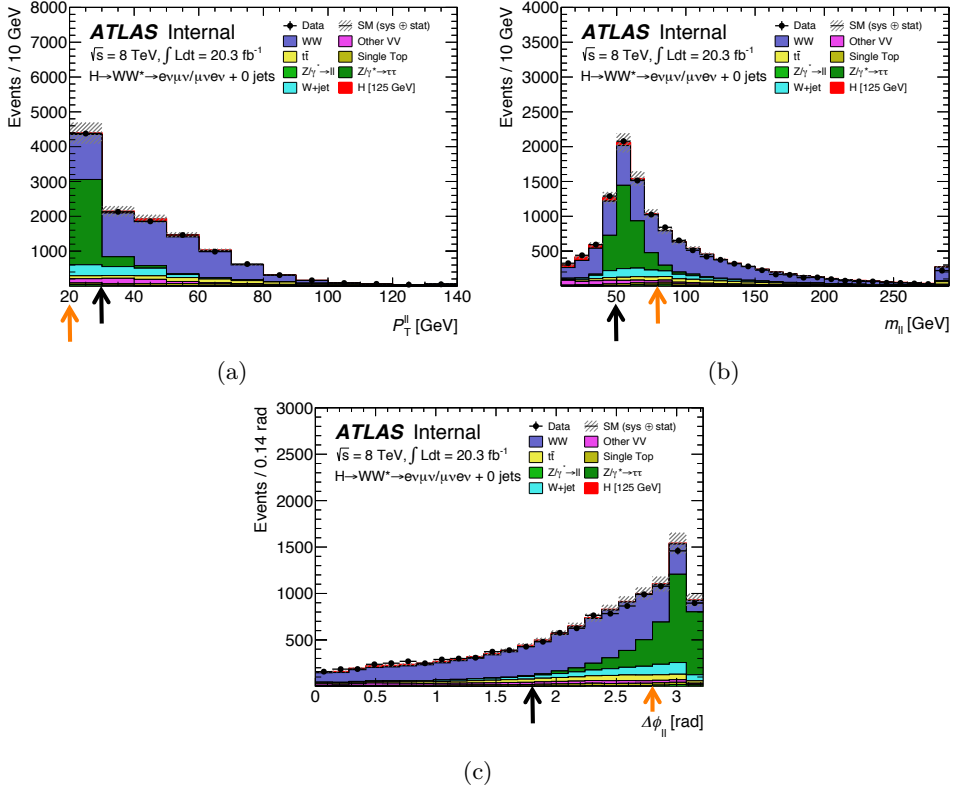 Events / 10 GeV
8000
7000
6000
5000
4000
3000
2000
1000
ATLAS Internal
√s = 8 TeV, ∫ Ldt = 20.3 fb⁻¹
H→WW*→eνμν/μνeν + 0 jets
Data
SM (sys ⊕ stat)
WW
Other VV
tt̄
Single Top
Z/γ*→ll
Z/γ*→ττ
W+jet
H [125 GeV]
20 40 60 80 100 120 140
P_T^ll [GeV]
(a)
Events / 10 GeV
4000
3500
3000
2500
2000
1500
1000
500
ATLAS Internal
√s = 8 TeV, ∫ Ldt = 20.3 fb⁻¹
H→WW*→eνμν/μνeν + 0 jets
Data
SM (sys ⊕ stat)
WW
Other VV
tt̄
Single Top
Z/γ*→ll
Z/γ*→ττ
W+jet
H [125 GeV]
50 100 150 200 250
m_ll [GeV]
(b)
Events / 0.14 rad
3000
2500
2000
1500
1000
500
ATLAS Internal
√s = 8 TeV, ∫ Ldt = 20.3 fb⁻¹
H→WW*→eνμν/μνeν + 0 jets
Data
SM (sys ⊕ stat)
WW
Other VV
tt̄
Single Top
Z/γ*→ll
Z/γ*→ττ
W+jet
H [125 GeV]
0 0.5 1 1.5 2 2.5 3
Δϕ_ll [rad]
(c)